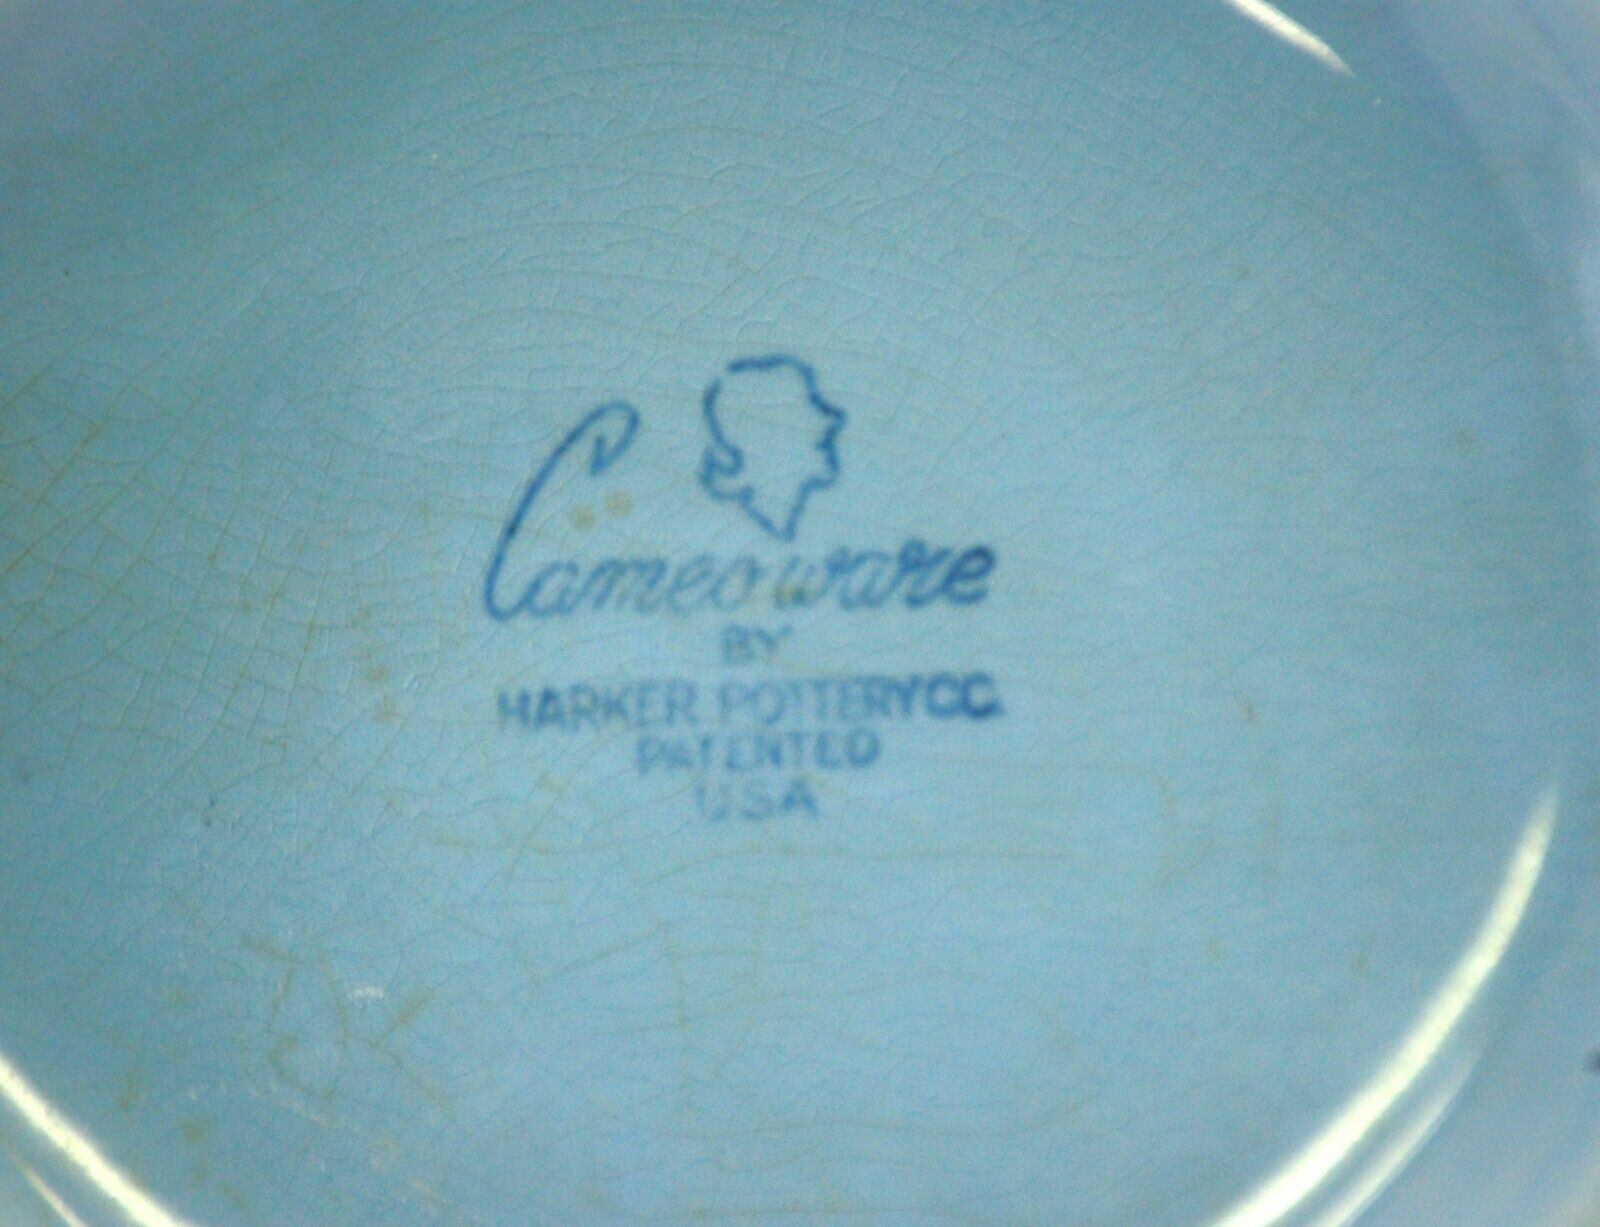 Cameoware
BY
HARKER POTTERY CO.
PATENTED
USA